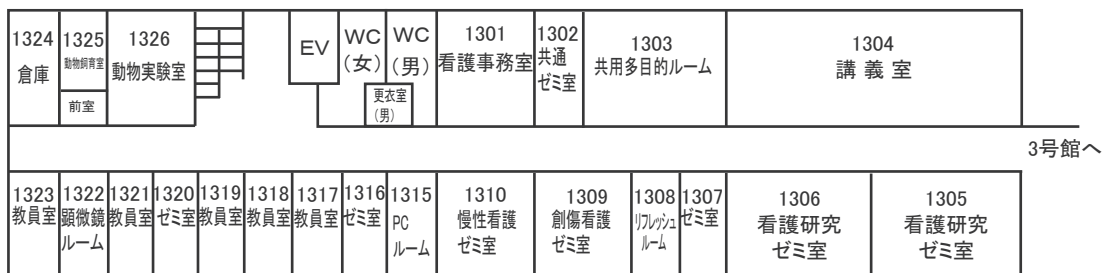 1324
倉庫
1325
動物飼育室
前室
1326
動物実験室
EV
WC
(女)
WC
(男)
更衣室
(男)
1301
看護事務室
1302
共通
ゼミ室
1303
共用多目的ルーム
1304
講義室
3号館へ
1323
教員室
1322
顕微鏡
ルーム
1321
教員室
1320
ゼミ室
1319
教員室
1318
教員室
1317
教員室
1316
ゼミ室
1315
PC
ルーム
1310
慢性看護
ゼミ室
1309
創傷看護
ゼミ室
1308
リフレッシュ
ルーム
1307
ゼミ室
1306
看護研究
ゼミ室
1305
看護研究
ゼミ室